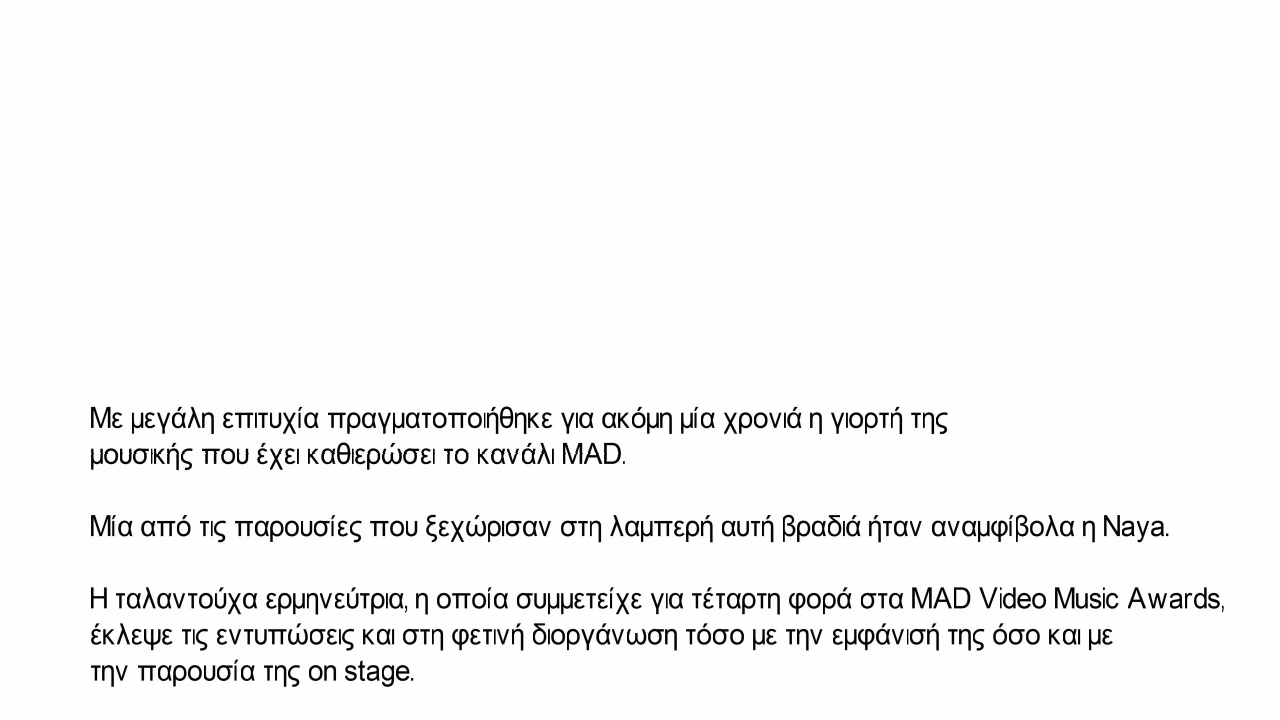 Με μεγάλη επιτυχία πραγματοποιήθηκε για ακόμη μία χρονιά η γιορτή της
μουσικής που έχει καθιερώσει το κανάλι MAD.
Μία από τις παρουσίες που ξεχώρισαν στη λαμπερή αυτή βραδιά ήταν αναμφίβολα η Naya.
Η ταλαντούχα ερμηνεύτρια, η οποία συμμετείχε για τέταρτη φορά στα MAD Video Music Awards,
έκλεψε τις εντυπώσεις και στη φετινή διοργάνωση τόσο με την εμφάνισή της όσο και με
την παρουσία της on stage.